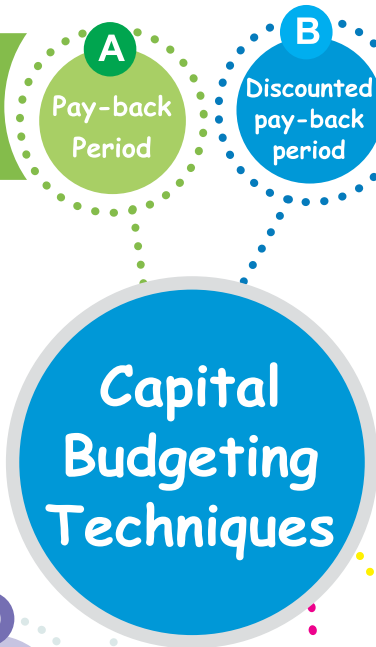 A
Pay-back
Period
B
Discounted
pay-back
period
Capital
Budgeting
Techniques